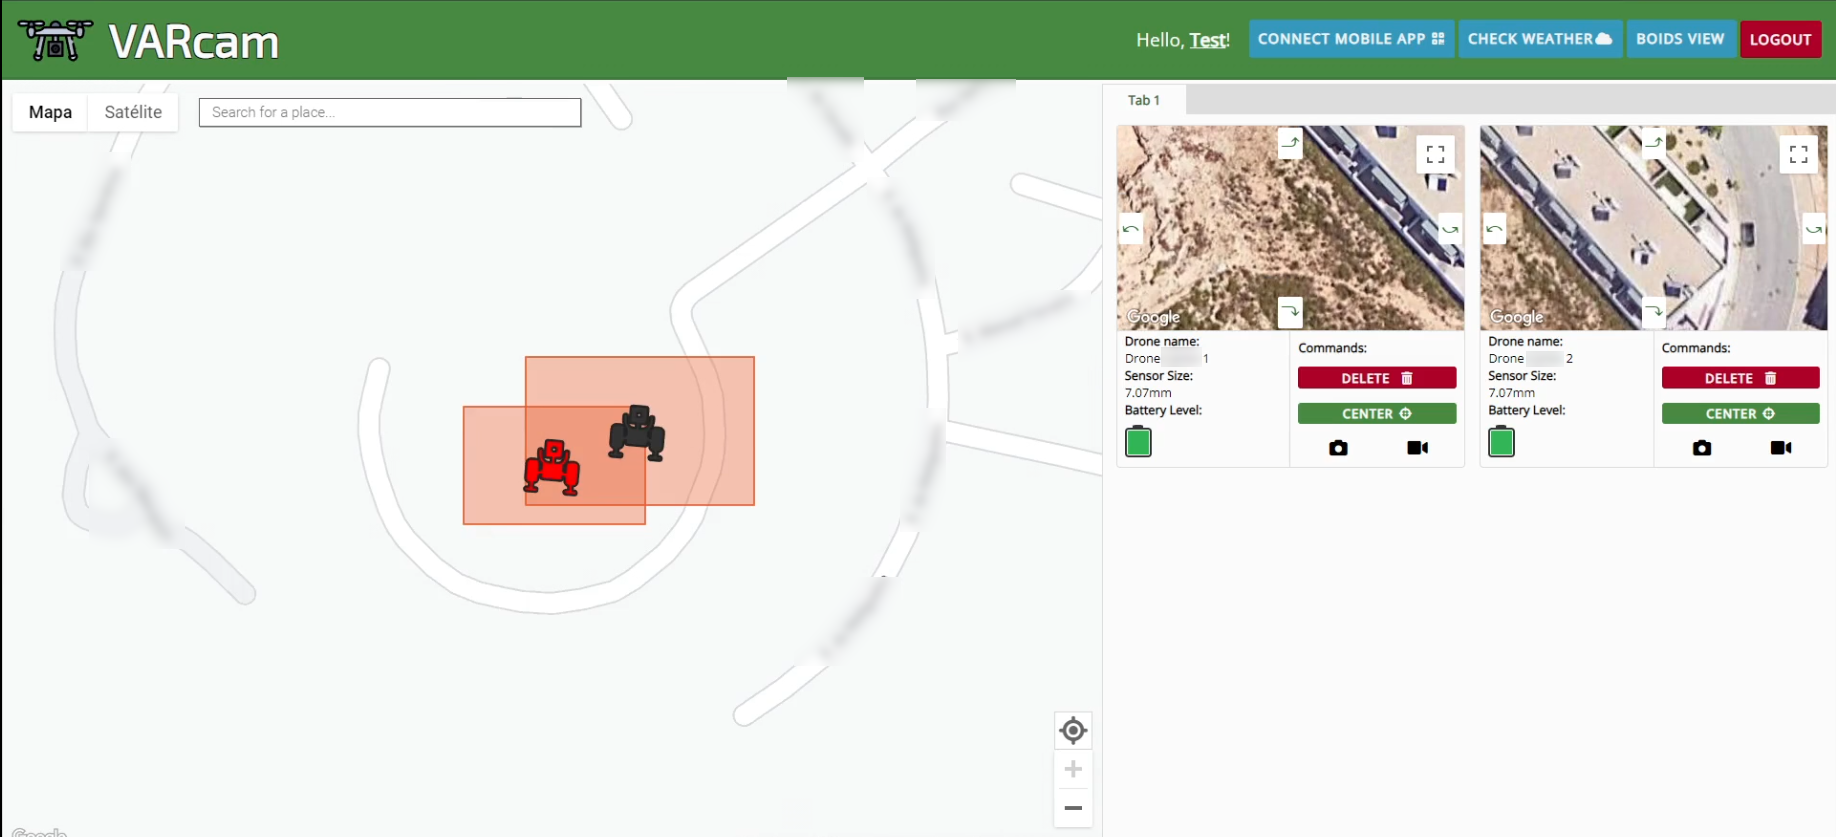 VARcam
Hello, Test!
CONNECT MOBILE APP
CHECK WEATHER
BOIDS VIEW
LOGOUT
Mapa
Satélite
Search for a place...
Tab 1
Google
Drone name:
Drone 1
Sensor Size:
7.07mm
Battery Level:
Commands:
DELETE
CENTER
Google
Drone name:
Drone 2
Sensor Size:
7.07mm
Battery Level:
Commands:
DELETE
CENTER
Google